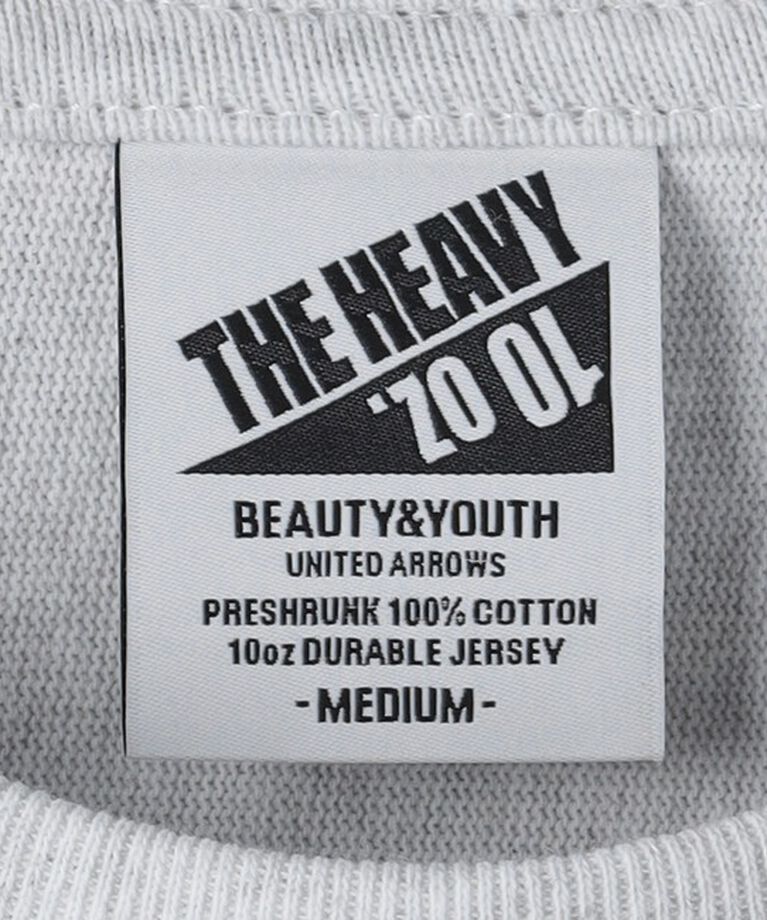 THE HEAVY
10 OZ.
BEAUTY&YOUTH
UNITED ARROWS
PRESHRUNK 100% COTTON
10oz DURABLE JERSEY
-MEDIUM-